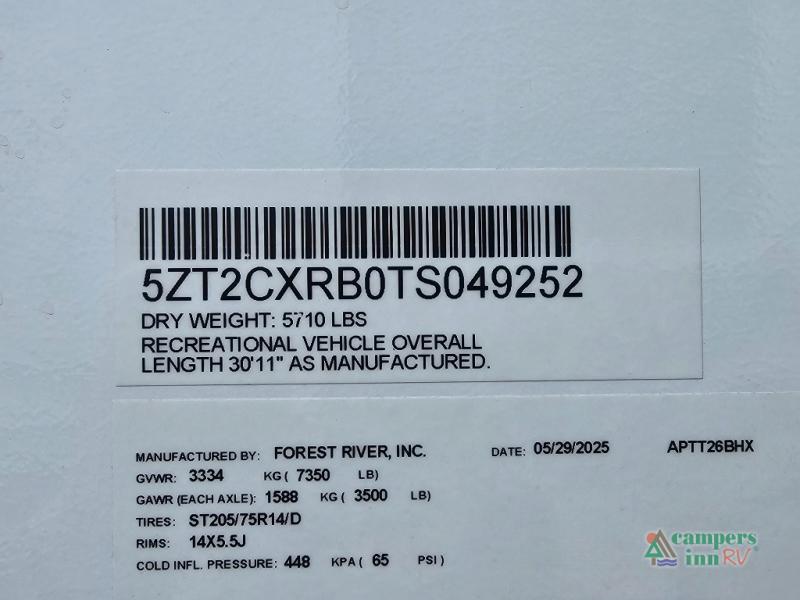 5ZT2CXRB0TS049252
DRY WEIGHT: 5710 LBS
RECREATIONAL VEHICLE OVERALL
LENGTH 30'11" AS MANUFACTURED.
MANUFACTURED BY: FOREST RIVER, INC. DATE: 05/29/2025 APTT26BHX
GVWR: 3334 KG ( 7350 LB)
GAWR (EACH AXLE): 1588 KG ( 3500 LB)
TIRES: ST205/75R14/D
RIMS: 14X5.5J
COLD INFL. PRESSURE: 448 KPA ( 65 PSI )
campers
inn RV